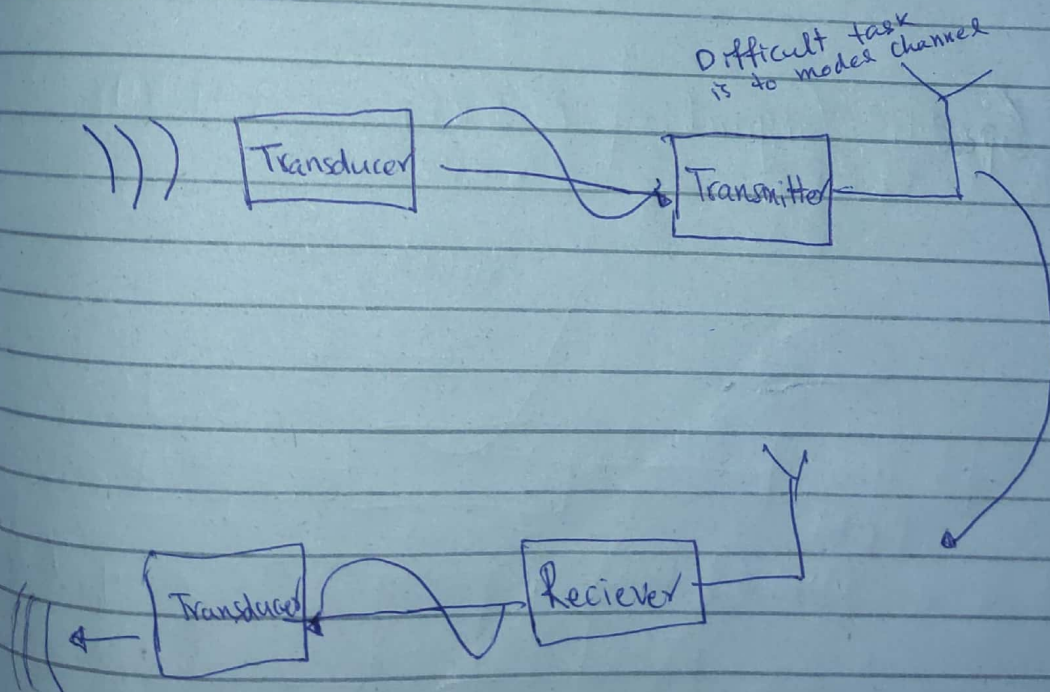 Difficult task
is to model channel
Transducer
Transmitter
Reciever
Transducer